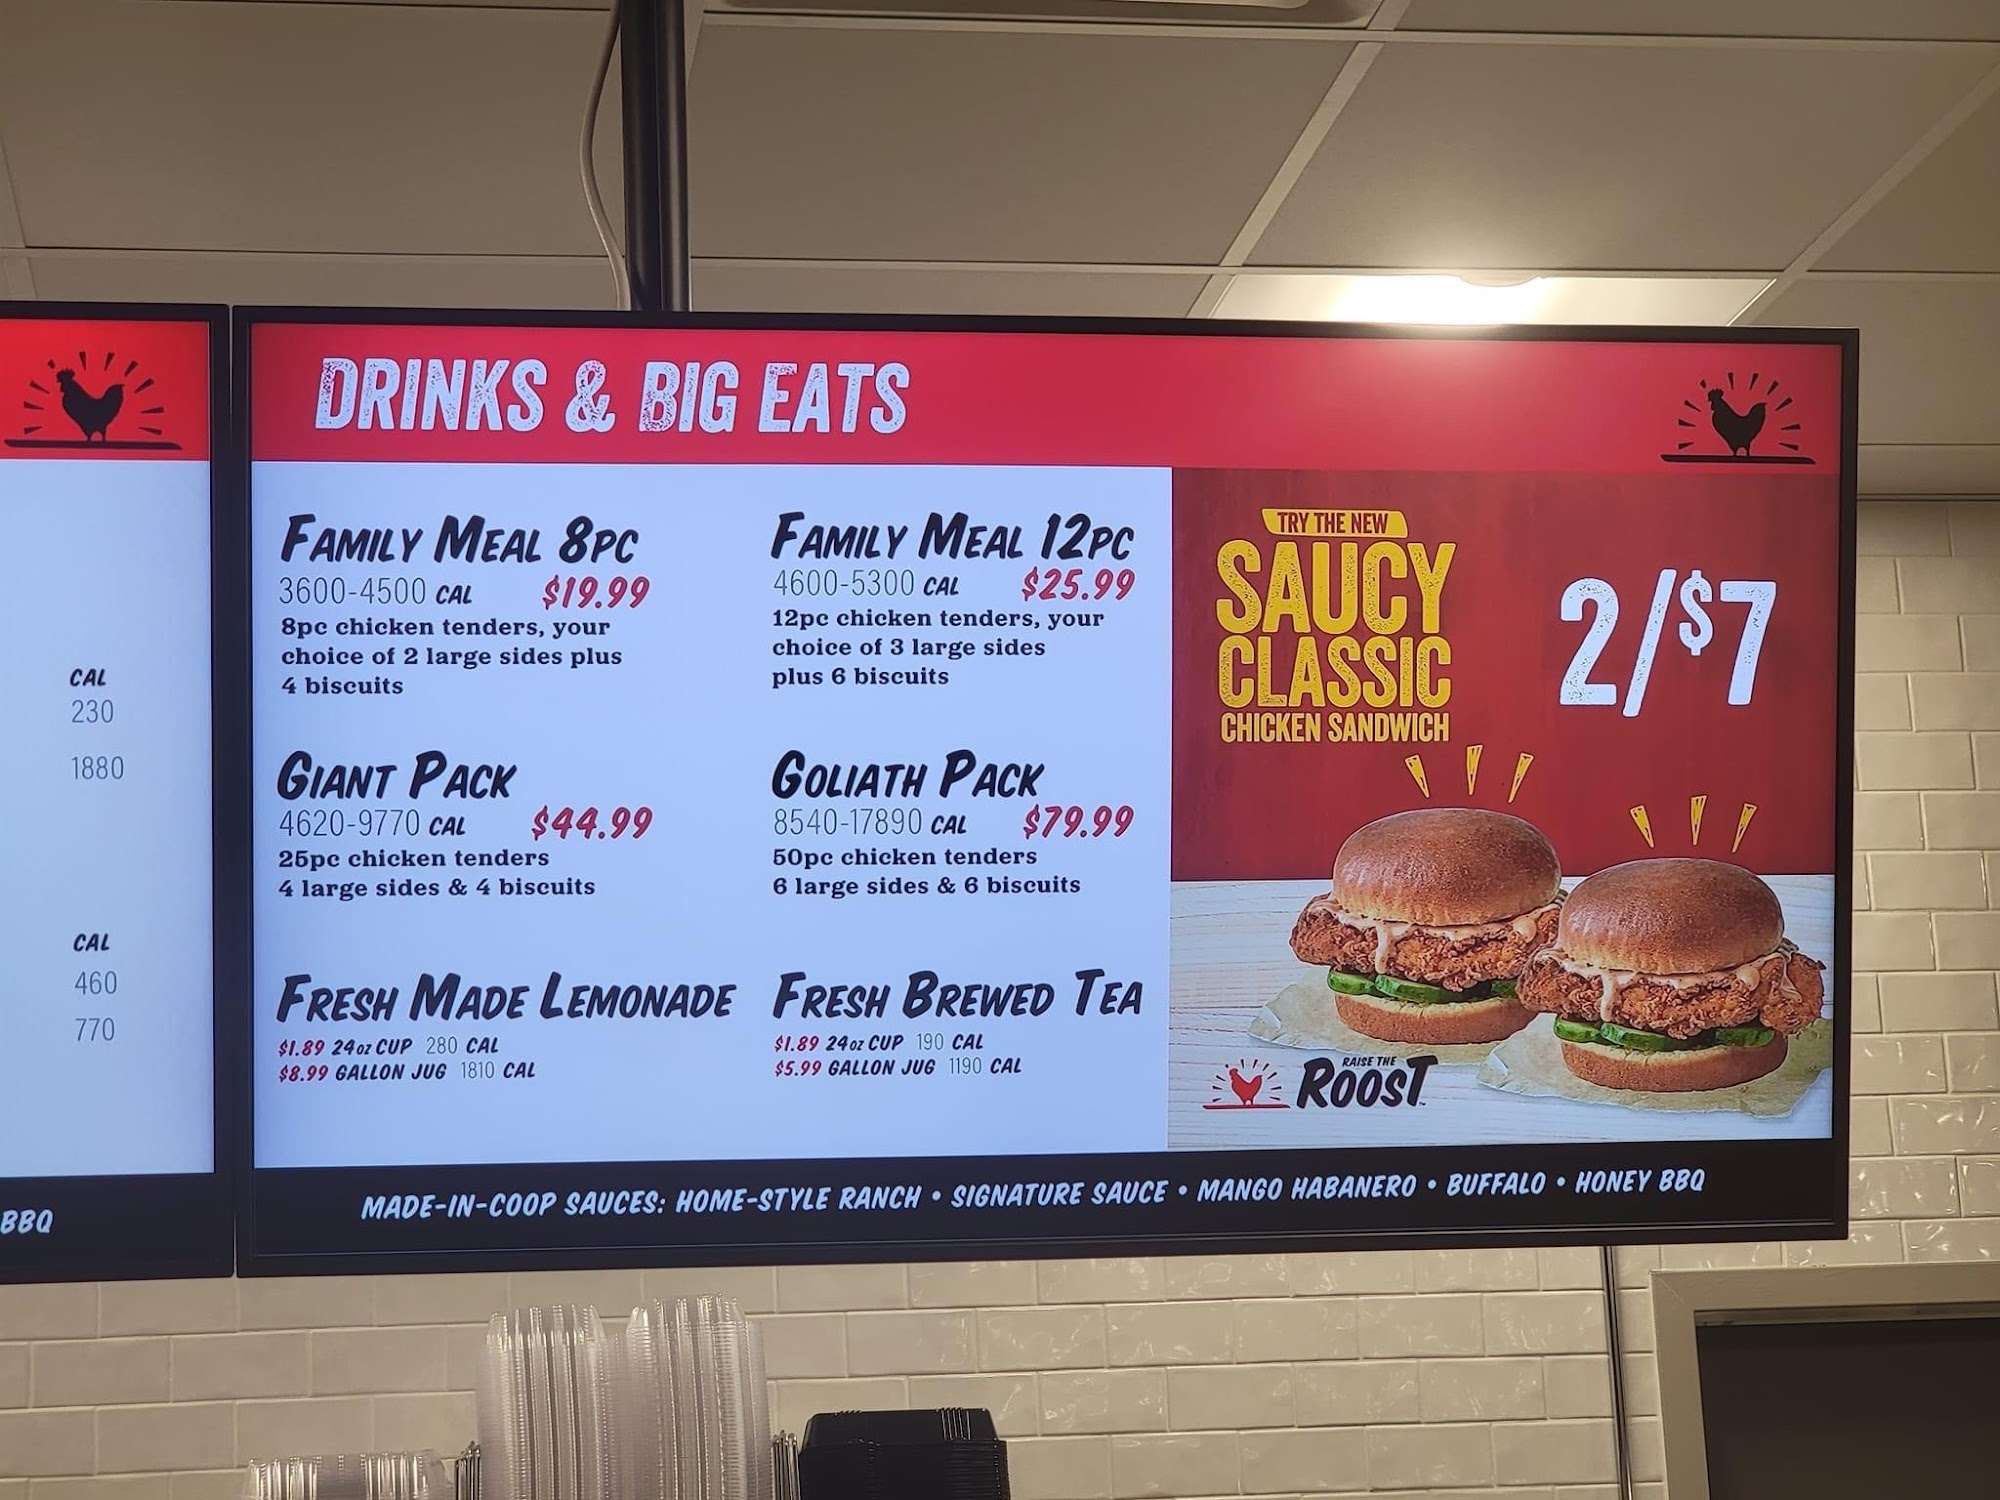 CAL
230
1880
CAL
460
770
BBQ
DRINKS & BIG EATS
FAMILY MEAL 8PC
3600-4500 CAL $19.99
8pc chicken tenders, your
choice of 2 large sides plus
4 biscuits
FAMILY MEAL 12PC
4600-5300 CAL $25.99
12pc chicken tenders, your
choice of 3 large sides
plus 6 biscuits
GIANT PACK
4620-9770 CAL $44.99
25pc chicken tenders
4 large sides & 4 biscuits
GOLIATH PACK
8540-17890 CAL $79.99
50pc chicken tenders
6 large sides & 6 biscuits
FRESH MADE LEMONADE
$1.89 24oz CUP 280 CAL
$8.99 GALLON JUG 1810 CAL
FRESH BREWED TEA
$1.89 24oz CUP 190 CAL
$5.99 GALLON JUG 1190 CAL
TRY THE NEW
SAUCY
CLASSIC
CHICKEN SANDWICH
2/$7
RAISE THE
ROOST
MADE-IN-COOP SAUCES: HOME-STYLE RANCH • SIGNATURE SAUCE • MANGO HABANERO • BUFFALO • HONEY BBQ